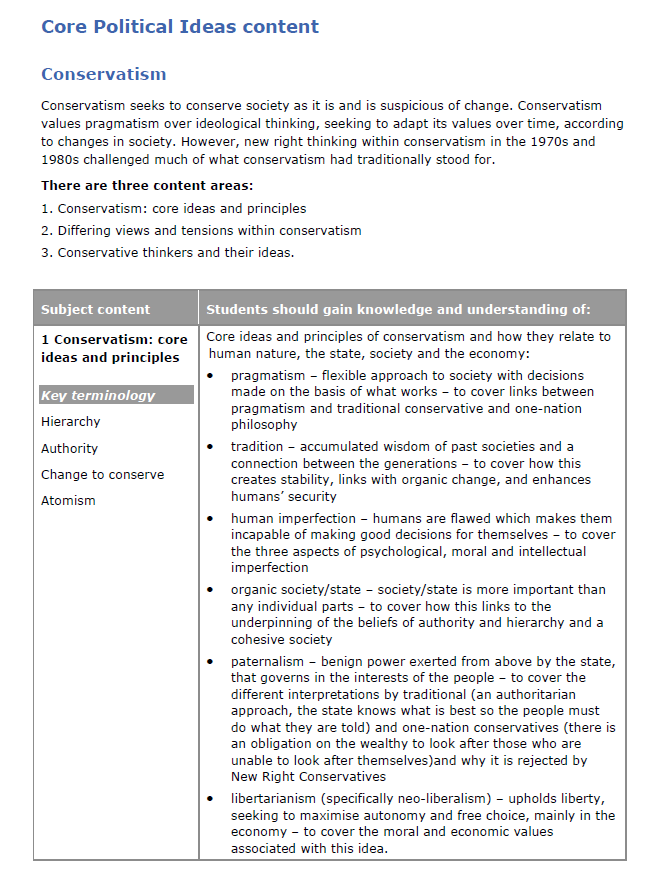 Core Political Ideas content
Conservatism
Conservatism seeks to conserve society as it is and is suspicious of change. Conservatism
values pragmatism over ideological thinking, seeking to adapt its values over time, according
to changes in society. However, new right thinking within conservatism in the 1970s and
1980s challenged much of what conservatism had traditionally stood for.
There are three content areas:
1. Conservatism: core ideas and principles
2. Differing views and tensions within conservatism
3. Conservative thinkers and their ideas.
Subject content
Students should gain knowledge and understanding of:
1 Conservatism: core
ideas and principles
Key terminology
Hierarchy
Authority
Change to conserve
Atomism
Core ideas and principles of conservatism and how they relate to
human nature, the state, society and the economy:
● pragmatism – flexible approach to society with decisions
made on the basis of what works – to cover links between
pragmatism and traditional conservative and one-nation
philosophy
● tradition – accumulated wisdom of past societies and a
connection between the generations – to cover how this
creates stability, links with organic change, and enhances
humans’ security
● human imperfection – humans are flawed which makes them
incapable of making good decisions for themselves – to cover
the three aspects of psychological, moral and intellectual
imperfection
● organic society/state – society/state is more important than
any individual parts – to cover how this links to the
underpinning of the beliefs of authority and hierarchy and a
cohesive society
● paternalism – benign power exerted from above by the state,
that governs in the interests of the people – to cover the
different interpretations by traditional (an authoritarian
approach, the state knows what is best so the people must
do what they are told) and one-nation conservatives (there is
an obligation on the wealthy to look after those who are
unable to look after themselves)and why it is rejected by
New Right Conservatives
● libertarianism (specifically neo-liberalism) – upholds liberty,
seeking to maximise autonomy and free choice, mainly in the
economy – to cover the moral and economic values
associated with this idea.